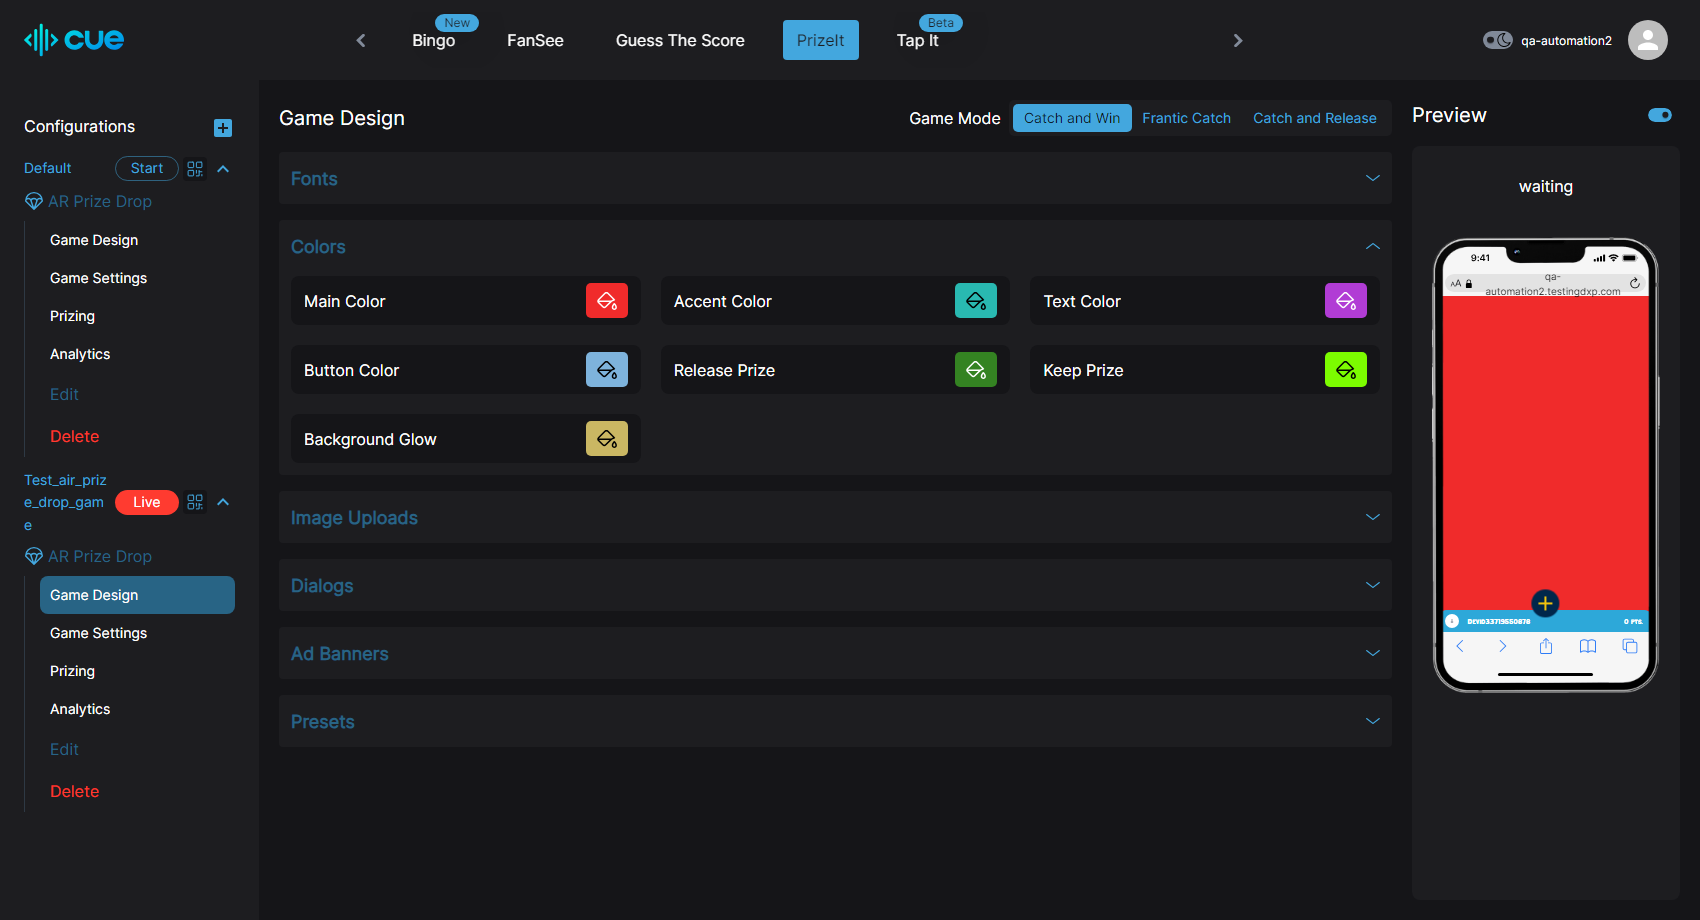 cue
New
Bingo
FanSee
Guess The Score
PrizeIt
Beta
Tap It
qa-automation2
Configurations
Default
Start
AR Prize Drop
Game Design
Game Settings
Prizing
Analytics
Edit
Delete
Test_air_priz
e_drop_gam
e
Live
AR Prize Drop
Game Design
Game Settings
Prizing
Analytics
Edit
Delete
Game Design
Game Mode
Catch and Win
Frantic Catch
Catch and Release
Fonts
Colors
Main Color
Accent Color
Text Color
Button Color
Release Prize
Keep Prize
Background Glow
Image Uploads
Dialogs
Ad Banners
Presets
Preview
waiting
9:41
AA
qa-
automation2.testingdxp.com
0 PTS.